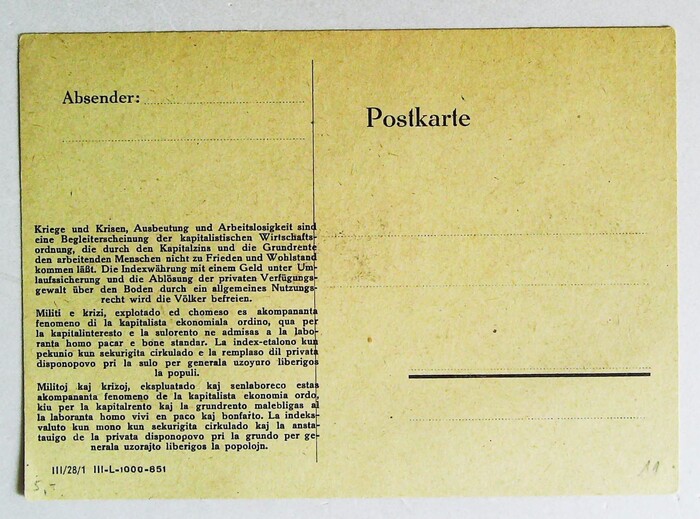 Absender:
Postkarte
Kriege und Krisen, Ausbeutung und Arbeitslosigkeit sind
eine Begleiterscheinung der kapitalistischen Wirtschafts-
ordnung, die durch den Kapitalzins und die Grundrente
den arbeitenden Menschen nicht zu Frieden und Wohlstand
kommen läßt. Die Indexwährung mit einem Geld unter Um-
laufssicherung und die Ablösung der privaten Verfügungs-
gewalt über den Boden durch ein allgemeines Nutzungs-
recht wird die Völker befreien.
Militi e krizi, explotado ed chomeso es akompananta
fenomeno di la kapitalista ekonomiala ordino, qua per
la kapitalinteresto e la sulorento ne admisas a la labo-
ranta homo pacar e bone standar. La index-etalono kun
pekunio kun sekurigita cirkulado e la remplaso dil privata
disponopovo pri la sulo per generala uzoyuro liberigos
la populi.
Militoj kaj krizoj, ekspluatado kaj senlaboreco estas
akompananta fenomeno de la kapitalista ekonomia ordo,
kiu per la kapitalrento kaj la grundrento malebligas al
la laboranta homo vivi en paco kaj bonfarto. La indeks-
valuto kun mono kun sekurigita cirkulado kaj la ansta-
tauigo de la privata disponopovo pri la grundo per ge-
nerala uzorajto liberigos la popolojn.
III/28/1 III-L-1000-851
5,-
11